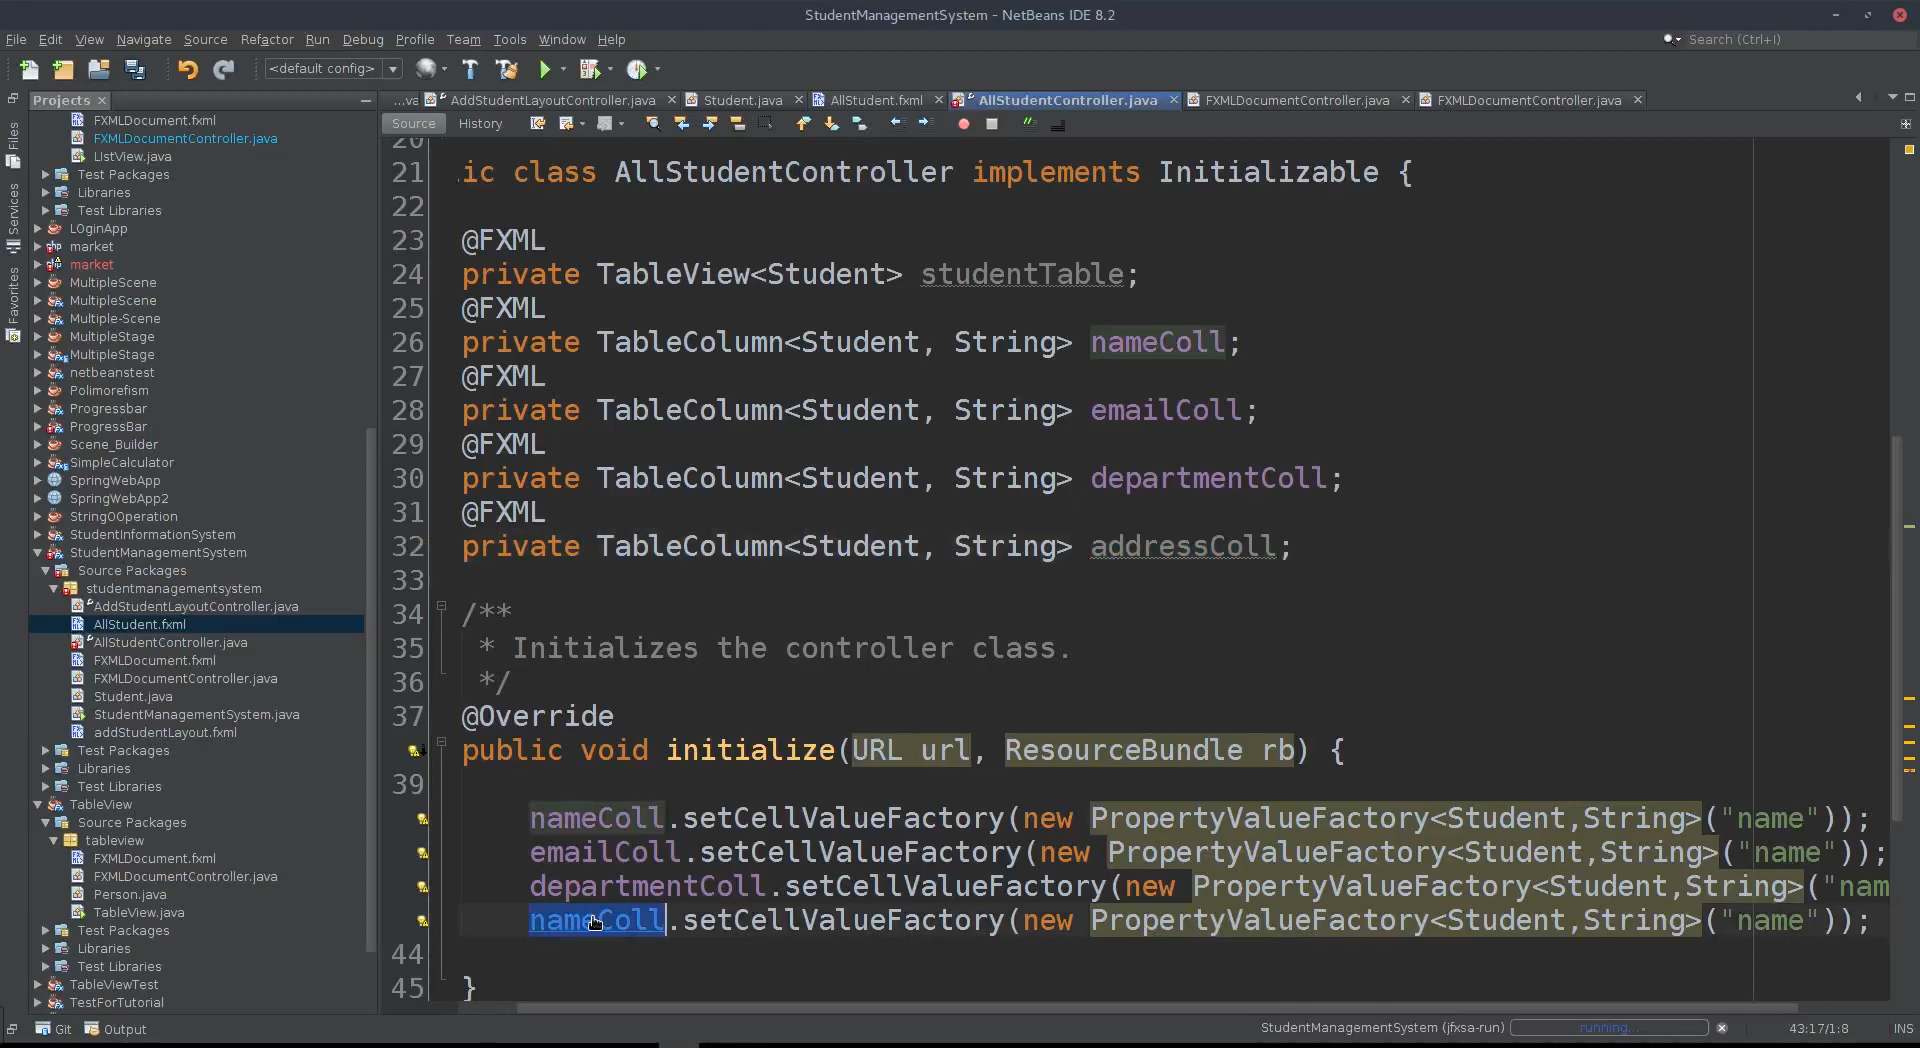 StudentManagementSystem - NetBeans IDE 8.2
File Edit View Navigate Source Refactor Run Debug Profile Team Tools Window Help
Search (Ctrl+I)
<default config>
Projects
...va AddStudentLayoutController.java Student.java AllStudent.fxml AllStudentController.java FXMLDocumentController.java FXMLDocumentController.java
Source History
Files
Services
Favorites
FXMLDocument.fxml
FXMLDocumentController.java
LIstView.java
Test Packages
Libraries
Test Libraries
LOginApp
market
market
MultipleScene
MultipleScene
Multiple-Scene
MultipleStage
MultipleStage
netbeanstest
Polimorefism
Progressbar
ProgressBar
Scene_Builder
SimpleCalculator
SpringWebApp
SpringWebApp2
StringOOperation
StudentInformationSystem
StudentManagementSystem
Source Packages
studentmanagementsystem
AddStudentLayoutController.java
AllStudent.fxml
AllStudentController.java
FXMLDocument.fxml
FXMLDocumentController.java
Student.java
StudentManagementSystem.java
addStudentLayout.fxml
Test Packages
Libraries
Test Libraries
TableView
Source Packages
tableview
FXMLDocument.fxml
FXMLDocumentController.java
Person.java
TableView.java
Test Packages
Libraries
Test Libraries
TableViewTest
TestForTutorial
20
21 ic class AllStudentController implements Initializable {
22
23 @FXML
24 private TableView<Student> studentTable;
25 @FXML
26 private TableColumn<Student, String> nameColl;
27 @FXML
28 private TableColumn<Student, String> emailColl;
29 @FXML
30 private TableColumn<Student, String> departmentColl;
31 @FXML
32 private TableColumn<Student, String> addressColl;
33
34 /**
35 * Initializes the controller class.
36 */
37 @Override
public void initialize(URL url, ResourceBundle rb) {
39
nameColl.setCellValueFactory(new PropertyValueFactory<Student,String>("name"));
emailColl.setCellValueFactory(new PropertyValueFactory<Student,String>("name"));
departmentColl.setCellValueFactory(new PropertyValueFactory<Student,String>("nam
nameColl.setCellValueFactory(new PropertyValueFactory<Student,String>("name"));
44
45 }
Git Output
StudentManagementSystem (jfxsa-run) running... 43:17/1:8 INS